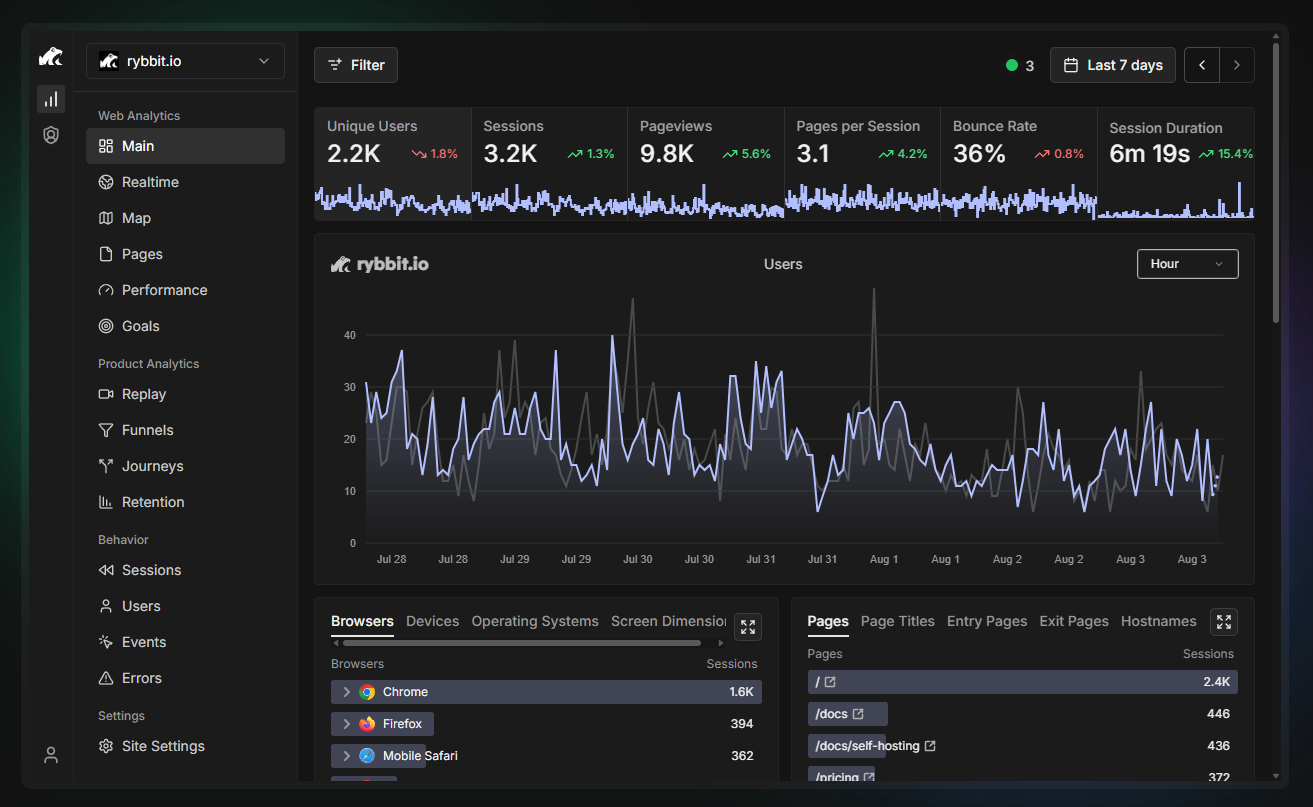 rybbit.io
Web Analytics
Main
Realtime
Map
Pages
Performance
Goals
Product Analytics
Replay
Funnels
Journeys
Retention
Behavior
Sessions
Users
Events
Errors
Settings
Site Settings
Filter
3
Last 7 days
Unique Users
2.2K 1.8%
Sessions
3.2K 1.3%
Pageviews
9.8K 5.6%
Pages per Session
3.1 4.2%
Bounce Rate
36% 0.8%
Session Duration
6m 19s 15.4%
rybbit.io
Users
Hour
40
30
20
10
0
Jul 28 Jul 28 Jul 29 Jul 29 Jul 30 Jul 30 Jul 31 Jul 31 Aug 1 Aug 1 Aug 2 Aug 2 Aug 3 Aug 3
Browsers Devices Operating Systems Screen Dimension
Browsers Sessions
Chrome 1.6K
Firefox 394
Mobile Safari 362
Pages Page Titles Entry Pages Exit Pages Hostnames
Pages Sessions
/ 2.4K
/docs 446
/docs/self-hosting 436
/pricing 372